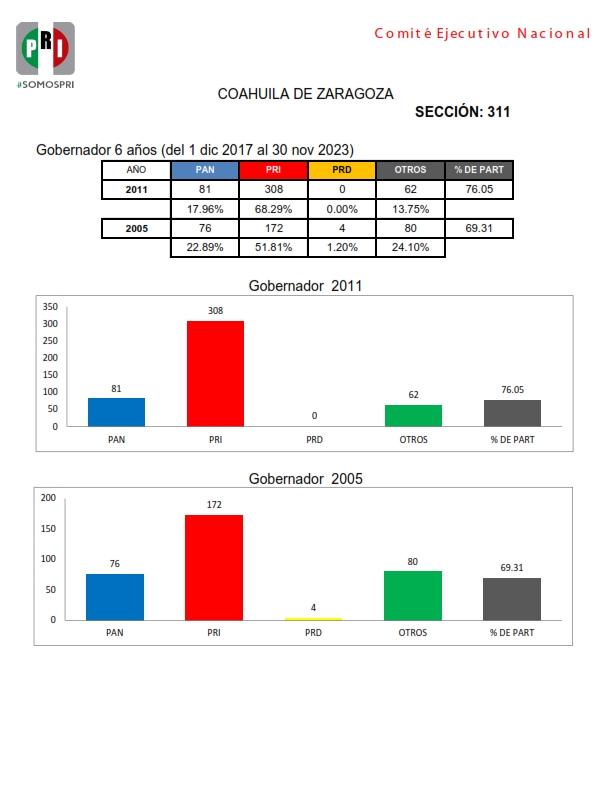 Comité Ejecutivo Nacional
PRI
#SOMOSPRI
COAHUILA DE ZARAGOZA
SECCIÓN: 311
Gobernador 6 años (del 1 dic 2017 al 30 nov 2023)
AÑO PAN PRI PRD OTROS % DE PART
2011 81 308 0 62 76.05
17.96% 68.29% 0.00% 13.75%
2005 76 172 4 80 69.31
22.89% 51.81% 1.20% 24.10%
Gobernador 2011
350
300
250
200
150
100
50
0
81 308 0 62 76.05
PAN PRI PRD OTROS % DE PART
Gobernador 2005
200
150
100
50
0
76 172 4 80 69.31
PAN PRI PRD OTROS % DE PART